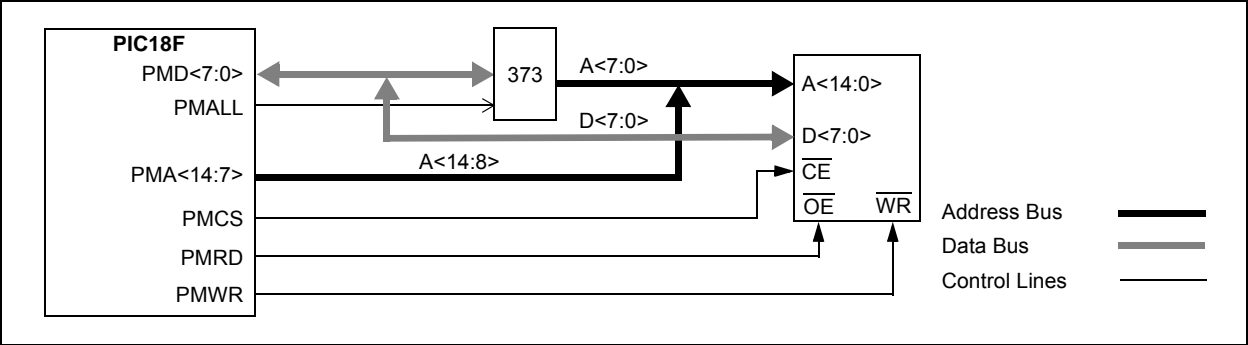 PIC18F
PMD<7:0>
PMALL
PMA<14:7>
PMCS
PMRD
PMWR
373
A<7:0>
D<7:0>
A<14:8>
A<14:0>
D<7:0>
CE
OE WR
Address Bus
Data Bus
Control Lines